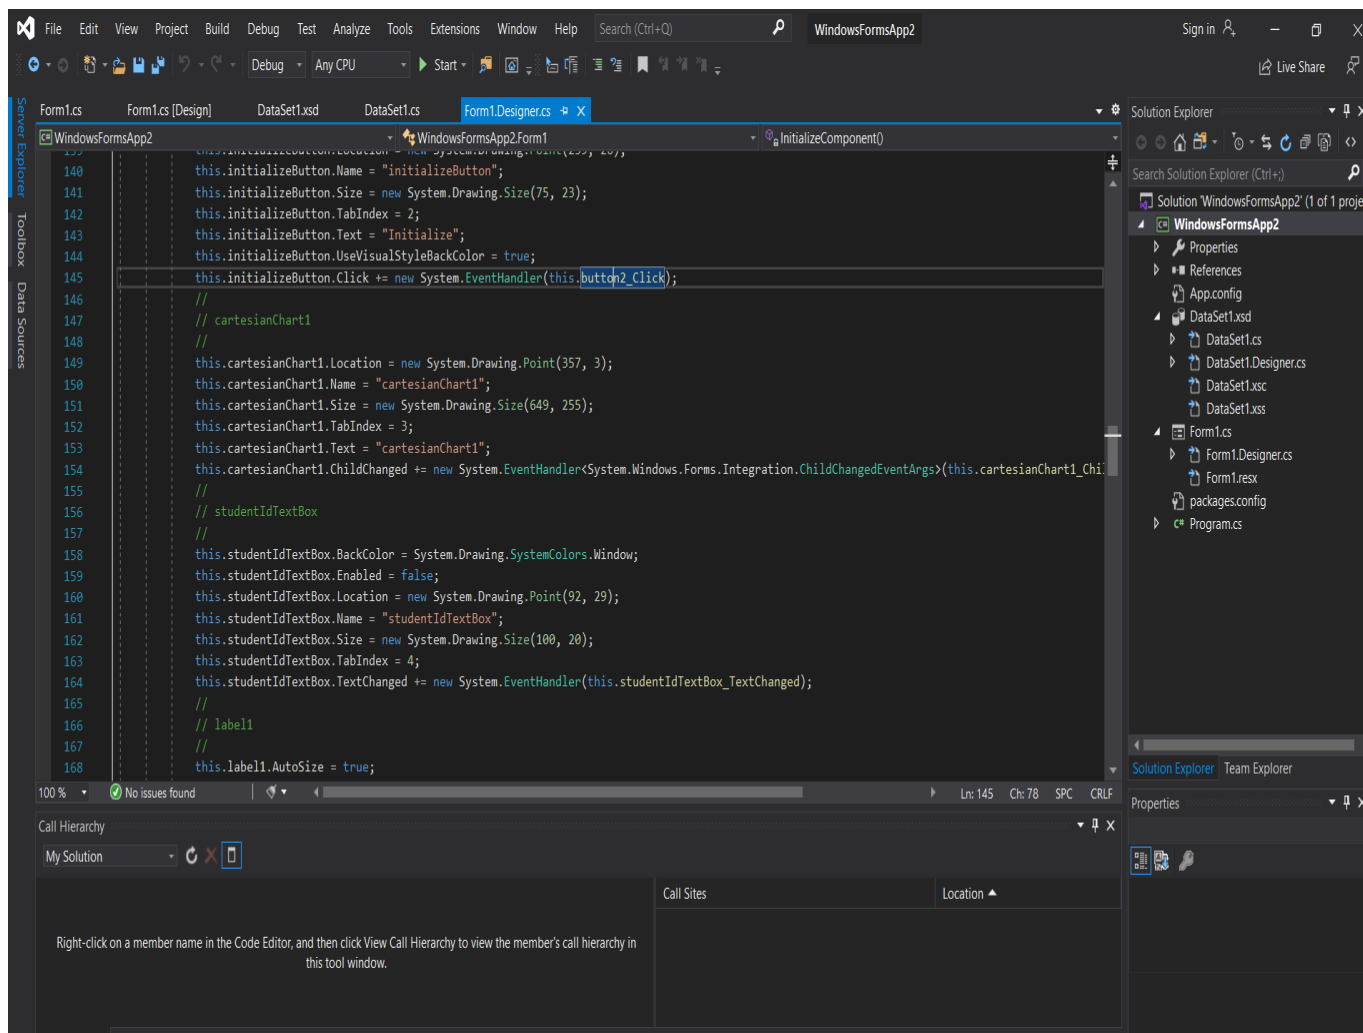 File Edit View Project Build Debug Test Analyze Tools Extensions Window Help Search (Ctrl+Q) WindowsFormsApp2 Sign in
Debug Any CPU Start Live Share
Server Explorer
Toolbox
Data Sources
Form1.cs Form1.cs [Design] DataSet1.xsd DataSet1.cs Form1.Designer.cs
WindowsFormsApp2 WindowsFormsApp2.Form1 InitializeComponent()
140 this.initializeButton.Name = "initializeButton";
141 this.initializeButton.Size = new System.Drawing.Size(75, 23);
142 this.initializeButton.TabIndex = 2;
143 this.initializeButton.Text = "Initialize";
144 this.initializeButton.UseVisualStyleBackColor = true;
145 this.initializeButton.Click += new System.EventHandler(this.button2_Click);
146 //
147 // cartesianChart1
148 //
149 this.cartesianChart1.Location = new System.Drawing.Point(357, 3);
150 this.cartesianChart1.Name = "cartesianChart1";
151 this.cartesianChart1.Size = new System.Drawing.Size(649, 255);
152 this.cartesianChart1.TabIndex = 3;
153 this.cartesianChart1.Text = "cartesianChart1";
154 this.cartesianChart1.ChildChanged += new System.EventHandler<System.Windows.Forms.Integration.ChildChangedEventArgs>(this.cartesianChart1_Chi
155 //
156 // studentIdTextBox
157 //
158 this.studentIdTextBox.BackColor = System.Drawing.SystemColors.Window;
159 this.studentIdTextBox.Enabled = false;
160 this.studentIdTextBox.Location = new System.Drawing.Point(92, 29);
161 this.studentIdTextBox.Name = "studentIdTextBox";
162 this.studentIdTextBox.Size = new System.Drawing.Size(100, 20);
163 this.studentIdTextBox.TabIndex = 4;
164 this.studentIdTextBox.TextChanged += new System.EventHandler(this.studentIdTextBox_TextChanged);
165 //
166 // label1
167 //
168 this.label1.AutoSize = true;
100 % No issues found Ln: 145 Ch: 78 SPC CRLF
Call Hierarchy
My Solution
Call Sites Location
Right-click on a member name in the Code Editor, and then click View Call Hierarchy to view the member's call hierarchy in
this tool window.
Solution Explorer
Search Solution Explorer (Ctrl+;)
Solution 'WindowsFormsApp2' (1 of 1 proje
WindowsFormsApp2
Properties
References
App.config
DataSet1.xsd
DataSet1.cs
DataSet1.Designer.cs
DataSet1.xsc
DataSet1.xss
Form1.cs
Form1.Designer.cs
Form1.resx
packages.config
Program.cs
Solution Explorer Team Explorer
Properties